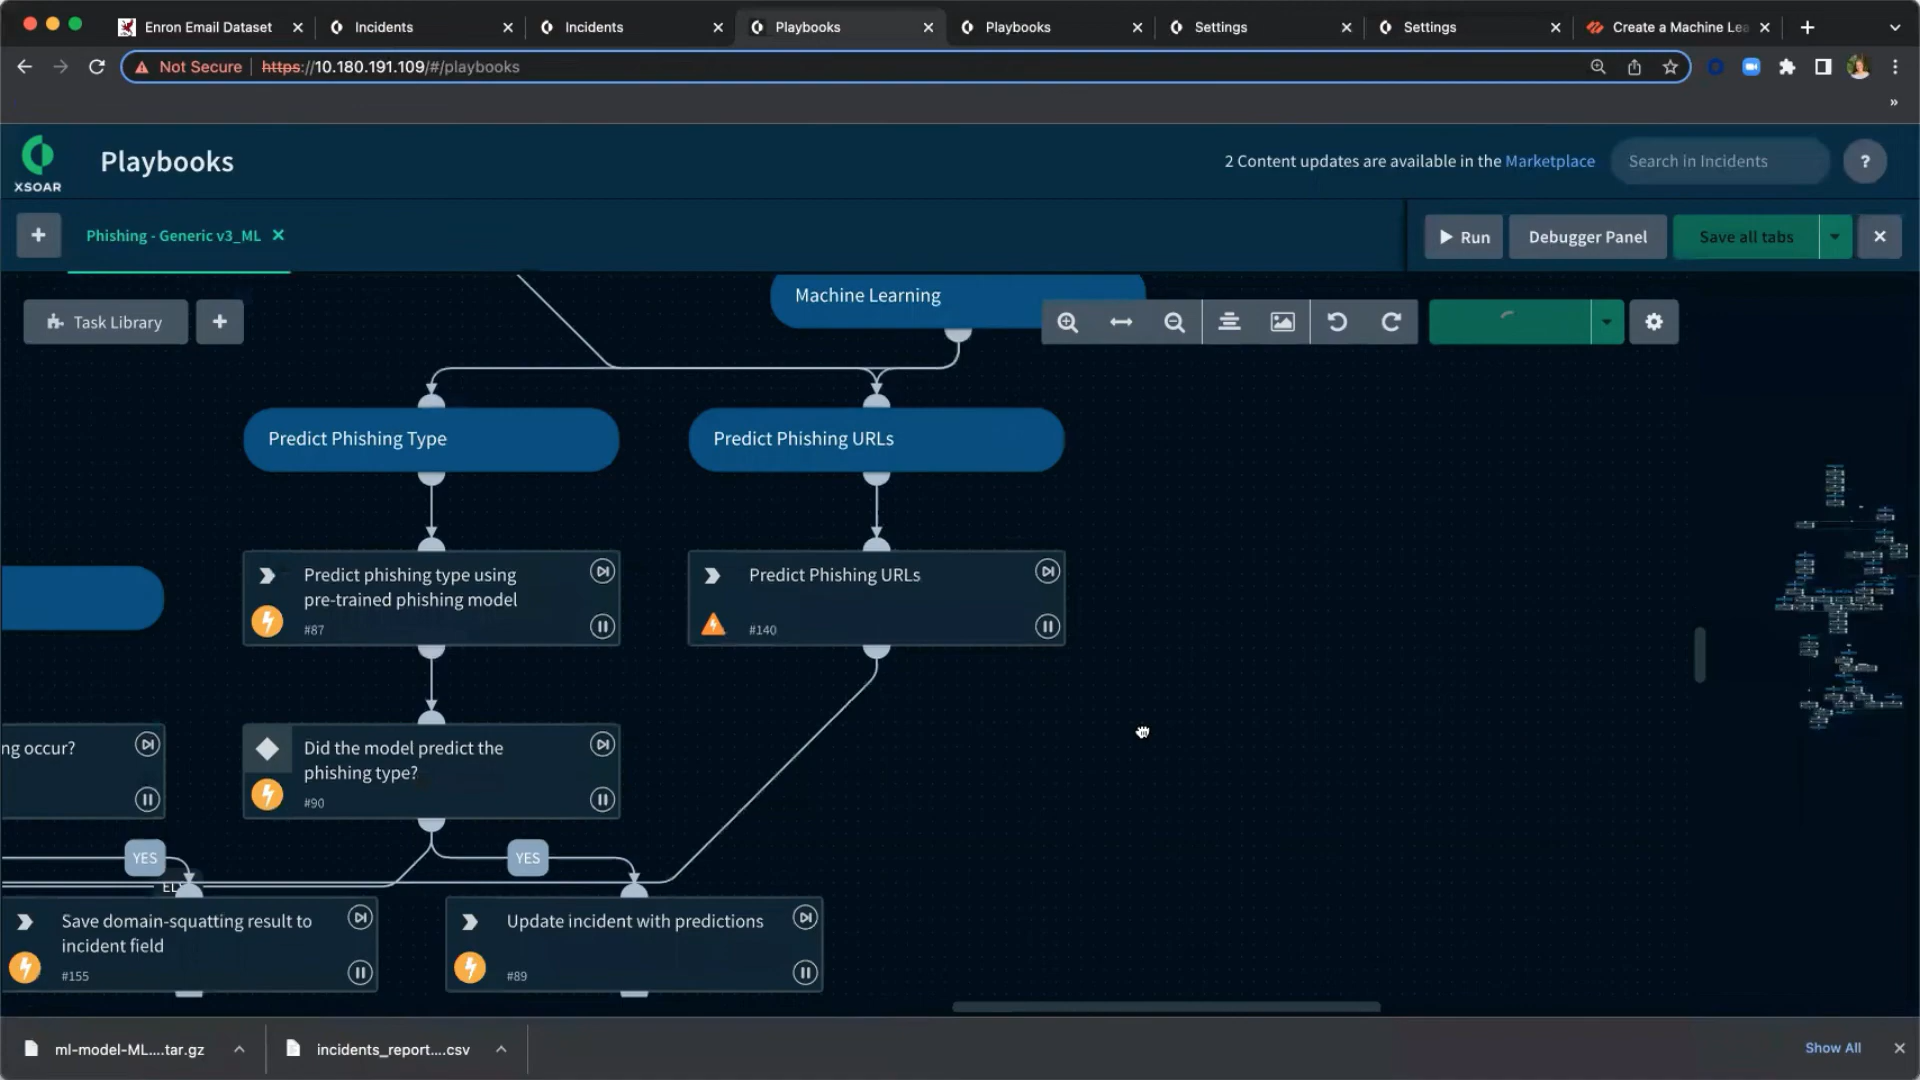 Enron Email Dataset
Incidents
Incidents
Playbooks
Playbooks
Settings
Settings
Create a Machine Lea
Not Secure https://10.180.191.109/#/playbooks
XSOAR
Playbooks
2 Content updates are available in the Marketplace
Search in Incidents
?
Phishing - Generic v3_ML
Run
Debugger Panel
Save all tabs
Task Library
Machine Learning
Predict Phishing Type
Predict Phishing URLs
Predict phishing type using
pre-trained phishing model
#87
Predict Phishing URLs
#140
ng occur?
Did the model predict the
phishing type?
#90
YES
YES
EL
Save domain-squatting result to
incident field
#155
Update incident with predictions
#89
ml-model-ML....tar.gz
incidents_report....csv
Show All